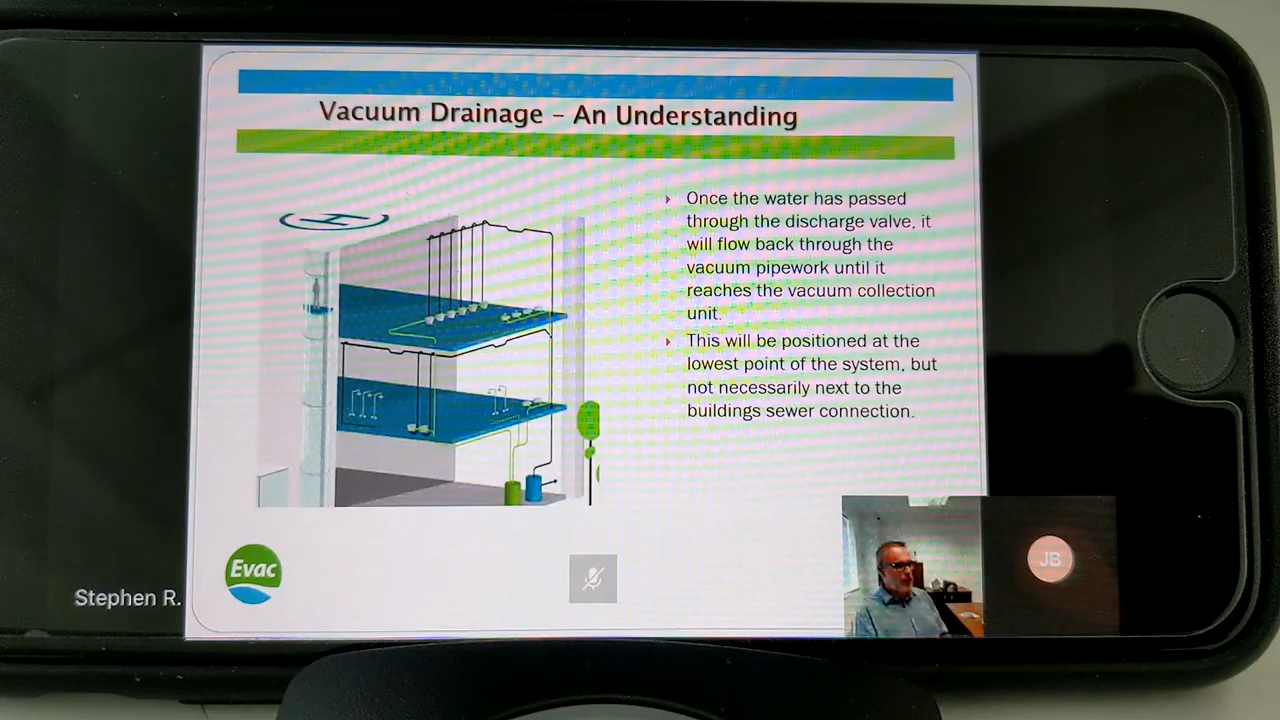 Vacuum Drainage – An Understanding
Once the water has passed
through the discharge valve, it
will flow back through the
vacuum pipework until it
reaches the vacuum collection
unit.
This will be positioned at the
lowest point of the system, but
not necessarily next to the
buildings sewer connection.
H
Evac
Stephen R.
JB